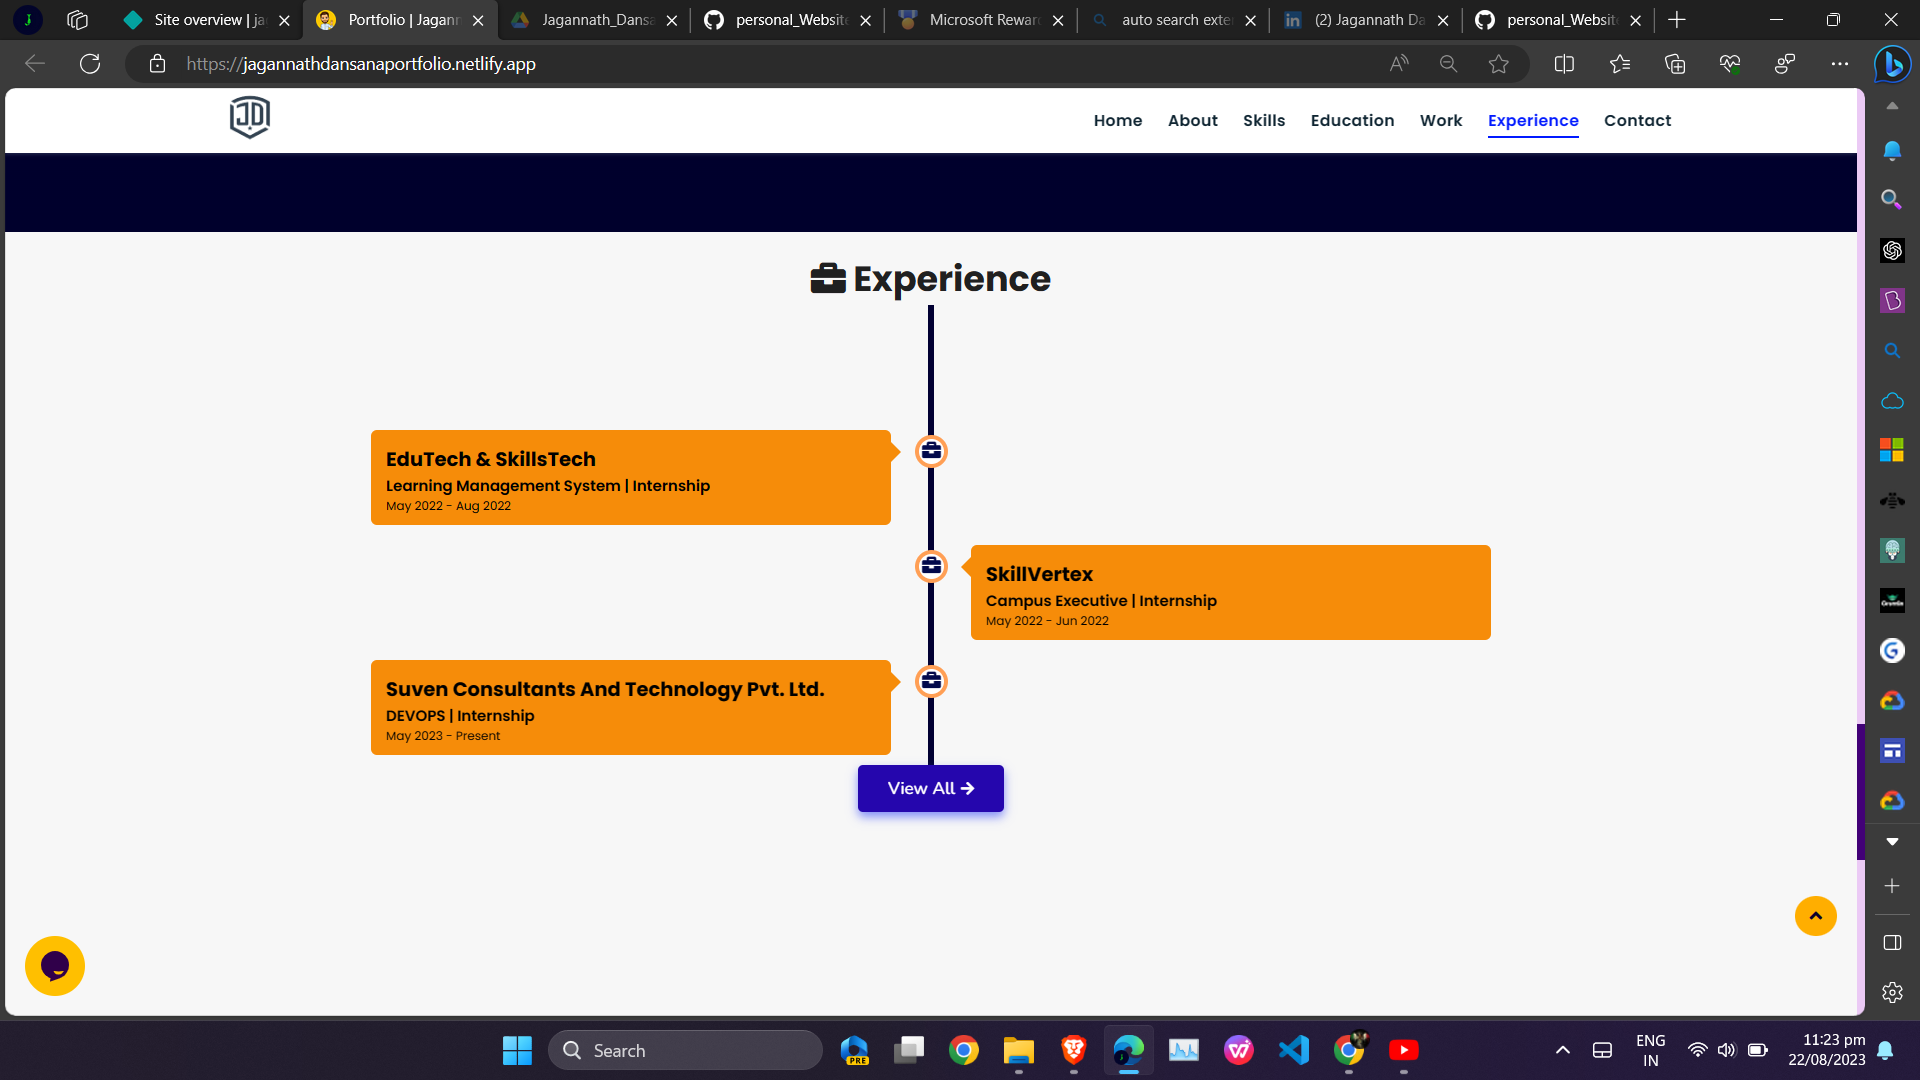 Site overview | ja
Portfolio | Jagann
Jagannath_Dansa
personal_Website
Microsoft Rewar
auto search exte
(2) Jagannath Da
personal_Website
https://jagannathdansanaportfolio.netlify.app
JD
Home
About
Skills
Education
Work
Experience
Contact
Experience
EduTech & SkillsTech
Learning Management System | Internship
May 2022 - Aug 2022
SkillVertex
Campus Executive | Internship
May 2022 - Jun 2022
Suven Consultants And Technology Pvt. Ltd.
DEVOPS | Internship
May 2023 - Present
View All
Search
PRE
ENG
IN
11:23 pm
22/08/2023